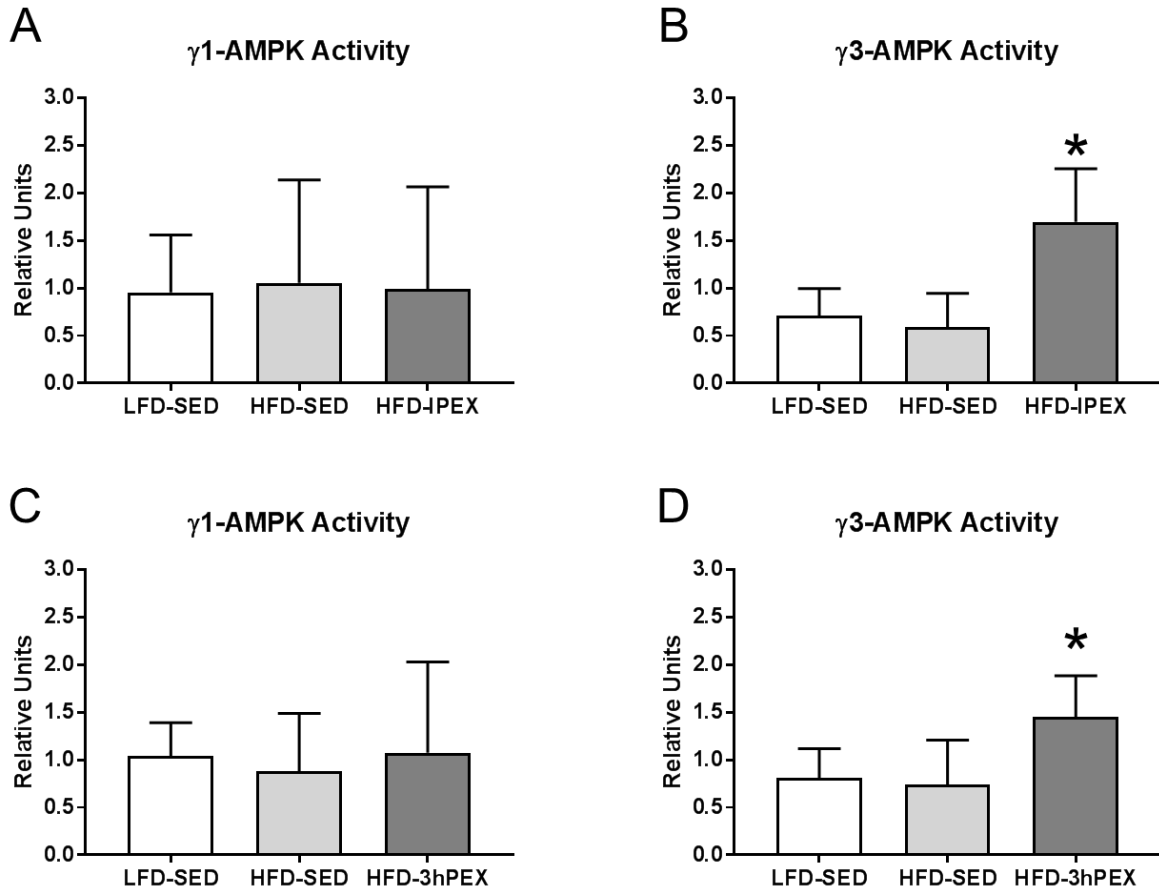 A
γ1-AMPK Activity
Relative Units
3.0
2.5
2.0
1.5
1.0
0.5
0.0
LFD-SED HFD-SED HFD-IPEX
B
γ3-AMPK Activity
Relative Units
3.0
2.5
2.0
1.5
1.0
0.5
0.0
*
LFD-SED HFD-SED HFD-IPEX
C
γ1-AMPK Activity
Relative Units
3.0
2.5
2.0
1.5
1.0
0.5
0.0
LFD-SED HFD-SED HFD-3hPEX
D
γ3-AMPK Activity
Relative Units
3.0
2.5
2.0
1.5
1.0
0.5
0.0
*
LFD-SED HFD-SED HFD-3hPEX